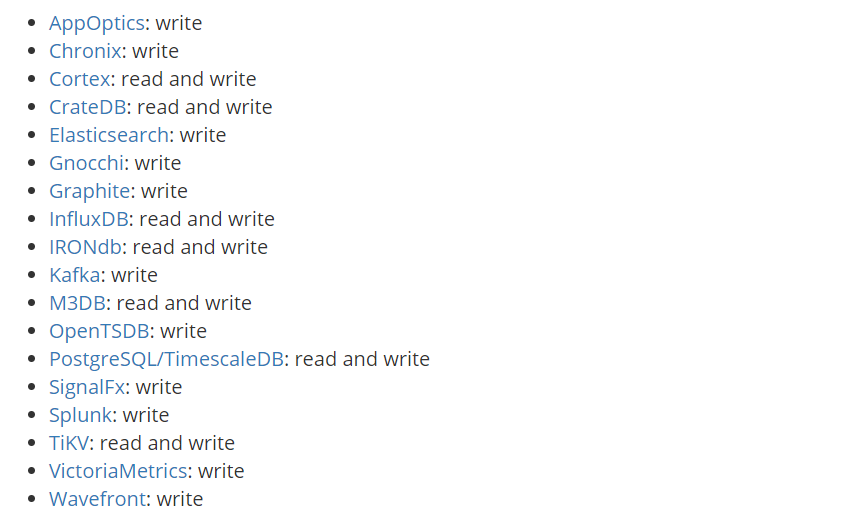 AppOptics: write
Chronix: write
Cortex: read and write
CrateDB: read and write
Elasticsearch: write
Gnocchi: write
Graphite: write
InfluxDB: read and write
IRONdb: read and write
Kafka: write
M3DB: read and write
OpenTSDB: write
PostgreSQL/TimescaleDB: read and write
SignalFx: write
Splunk: write
TiKV: read and write
VictoriaMetrics: write
Wavefront: write